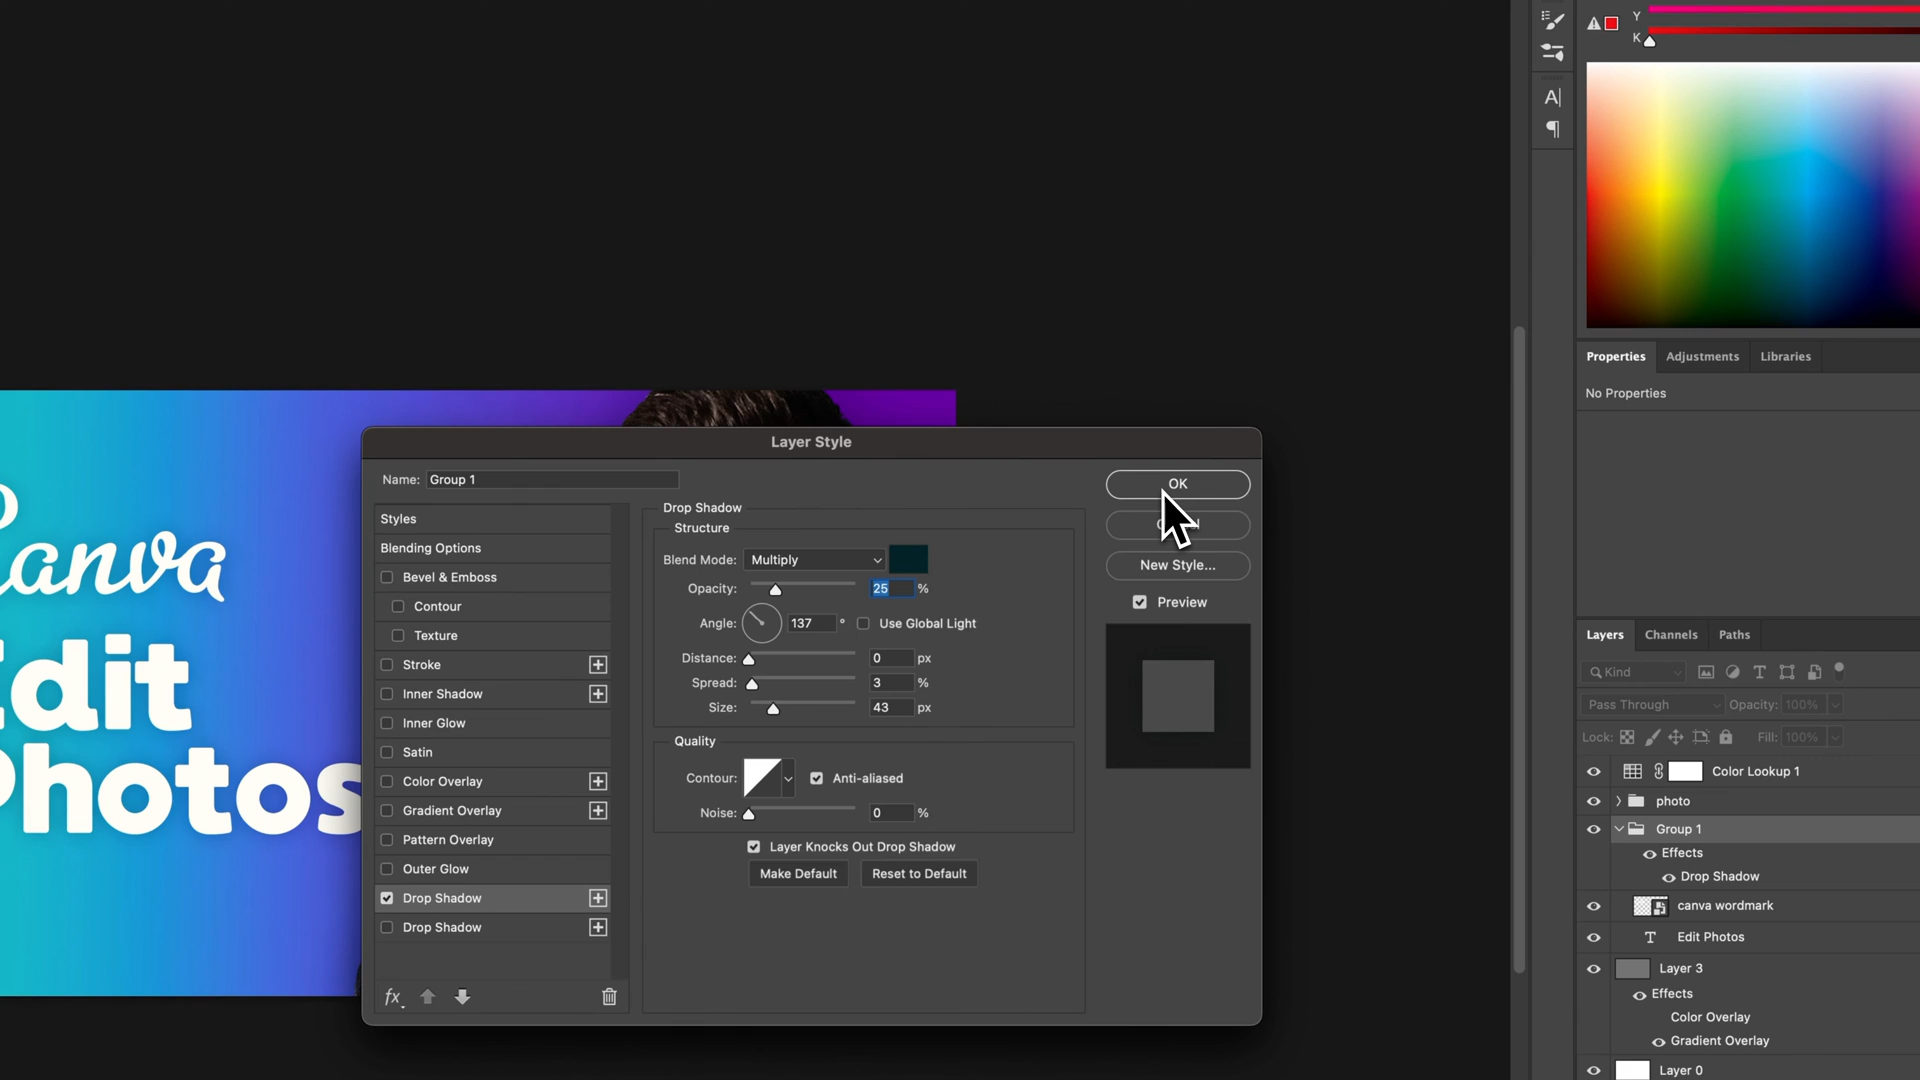 Y
K
A|
¶
Properties
Adjustments
Libraries
No Properties
Layer Style
Name: Group 1
OK
New Style...
Preview
Styles
Blending Options
Bevel & Emboss
Contour
Texture
Stroke
Inner Shadow
Inner Glow
Satin
Color Overlay
Gradient Overlay
Pattern Overlay
Outer Glow
Drop Shadow
Drop Shadow
fx
Drop Shadow
Structure
Blend Mode: Multiply
Opacity: 25 %
Angle: 137 °
Use Global Light
Distance: 0 px
Spread: 3 %
Size: 43 px
Quality
Contour:
Anti-aliased
Noise: 0 %
Layer Knocks Out Drop Shadow
Make Default
Reset to Default
anva
Edit
Photos
Layers
Channels
Paths
Kind
Pass Through
Opacity: 100%
Lock:
Fill: 100%
Color Lookup 1
photo
Group 1
Effects
Drop Shadow
canva wordmark
T Edit Photos
Layer 3
Effects
Color Overlay
Gradient Overlay
Layer 0